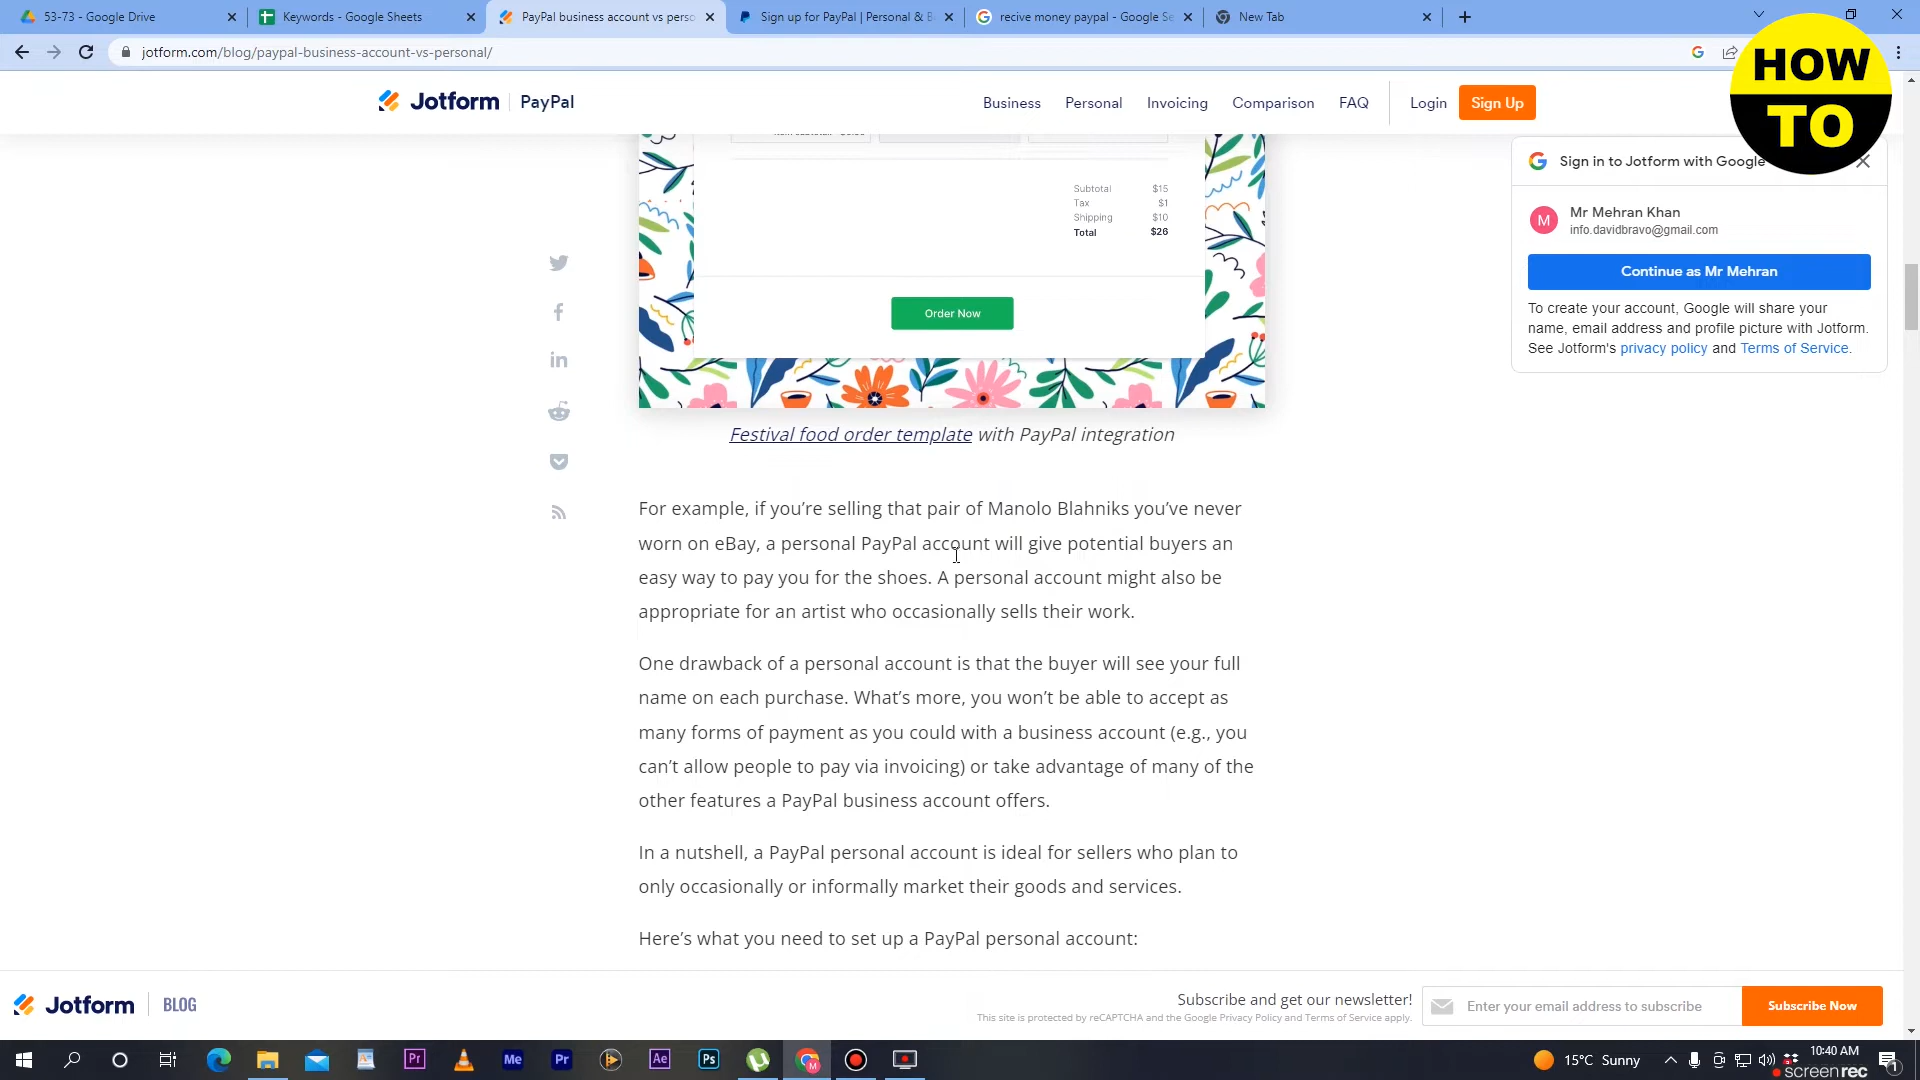 53-73 - Google Drive
Keywords - Google Sheets
PayPal business account vs perso
Sign up for PayPal | Personal & B
recive money paypal - Google Se
New Tab
jotform.com/blog/paypal-business-account-vs-personal/
HOW
TO
Jotform
PayPal
Business
Personal
Invoicing
Comparison
FAQ
Login
Sign Up
Subtotal $15
Tax $1
Shipping $10
Total $26
Order Now
Sign in to Jotform with Google
M
Mr Mehran Khan
info.davidbravo@gmail.com
Continue as Mr Mehran
To create your account, Google will share your
name, email address and profile picture with Jotform.
See Jotform's privacy policy and Terms of Service.
Festival food order template with PayPal integration
For example, if you’re selling that pair of Manolo Blahniks you’ve never
worn on eBay, a personal PayPal account will give potential buyers an
easy way to pay you for the shoes. A personal account might also be
appropriate for an artist who occasionally sells their work.
One drawback of a personal account is that the buyer will see your full
name on each purchase. What’s more, you won’t be able to accept as
many forms of payment as you could with a business account (e.g., you
can’t allow people to pay via invoicing) or take advantage of many of the
other features a PayPal business account offers.
In a nutshell, a PayPal personal account is ideal for sellers who plan to
only occasionally or informally market their goods and services.
Here’s what you need to set up a PayPal personal account:
Jotform
BLOG
Subscribe and get our newsletter!
This site is protected by reCAPTCHA and the Google Privacy Policy and Terms of Service apply.
Enter your email address to subscribe
Subscribe Now
Pr
Me
Pr
Ae
Ps
M
15°C Sunny
10:40 AM
screenrec
1